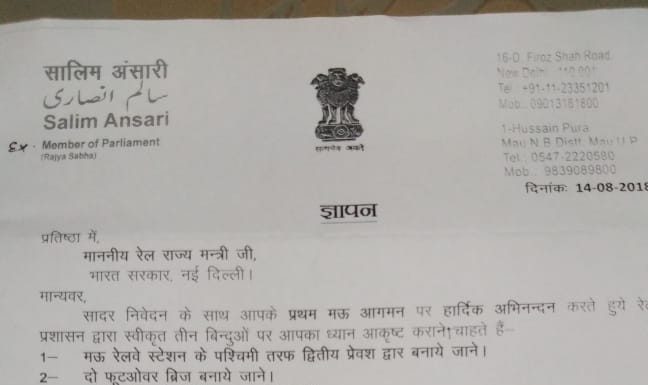 सालिम अंसारी
سالم انصاری
Salim Ansari
Ex. Member of Parliament
(Rajya Sabha)
सत्यमेव जयते
16-D, Firoz Shah Road,
New Delhi 110 001
Tel +91-11-23351201
Mob.: 09013181800
1-Hussain Pura
Mau N B Distt. Mau U P
Tel.: 0547-2220580
Mob.: 9839089800
दिनांक: 14-08-2018
ज्ञापन
प्रतिष्ठा में,
माननीय रेल राज्य मन्त्री जी,
भारत सरकार, नई दिल्ली।
मान्यवर,
सादर निवेदन के साथ आपके प्रथम मऊ आगमन पर हार्दिक अभिनन्दन करते हुये
प्रशासन द्वारा स्वीकृत तीन बिन्दुओं पर आपका ध्यान आकृष्ट कराने चाहते हैं–
1– मऊ रेलवे स्टेशन के पश्चिमी तरफ द्वितीय प्रेवश द्वार बनाये जाने।
2– दो फूटओवर ब्रिज बनाये जाने।